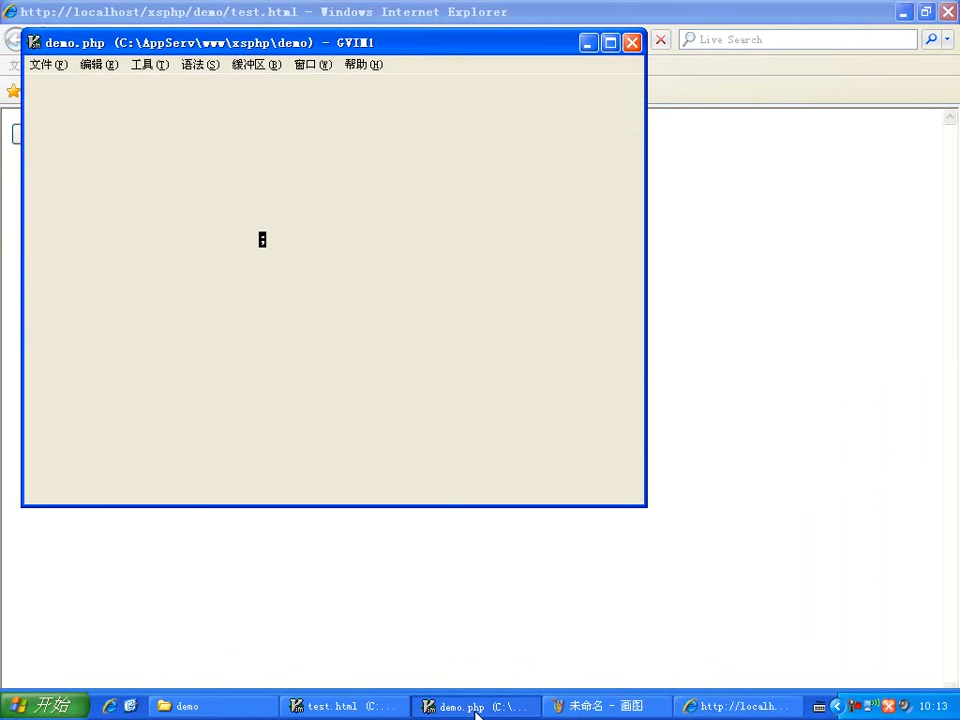 http://localhost/xsphp/demo/test.html - Windows Internet Explorer
demo.php (C:\AppServ\www\xsphp\demo) - GVIM1
Live Search
文件(F) 编辑(E) 工具(T) 语法(S) 缓冲区(B) 窗口(W) 帮助(H)
;
开始
demo
test.html (C:...
demo.php (C:\...
未命名 - 画图
http://localh...
10:13